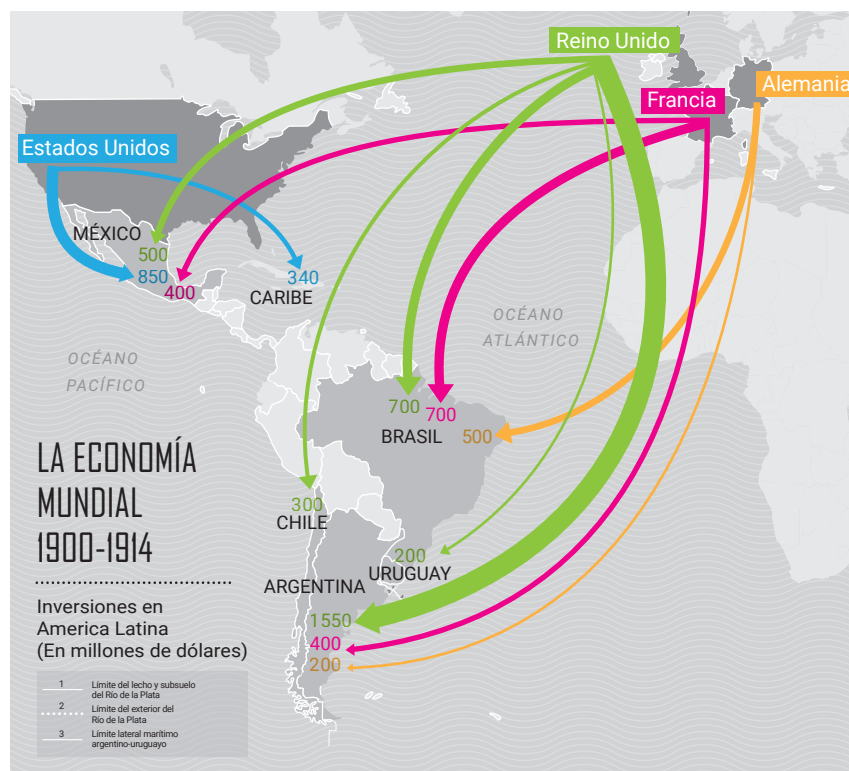 Reino Unido
Alemania
Francia
Estados Unidos
MÉXICO
500
850
400
340
CARIBE
OCÉANO
ATLÁNTICO
OCÉANO
PACÍFICO
700
700
BRASIL
500
LA ECONOMÍA
MUNDIAL
1900-1914
300
CHILE
200
URUGUAY
ARGENTINA
1550
400
200
Inversiones en
America Latina
(En millones de dólares)
1 Límite del lecho y subsuelo
del Río de la Plata
2 Límite del exterior del
Río de la Plata
3 Límite lateral marítimo
argentino-uruguayo